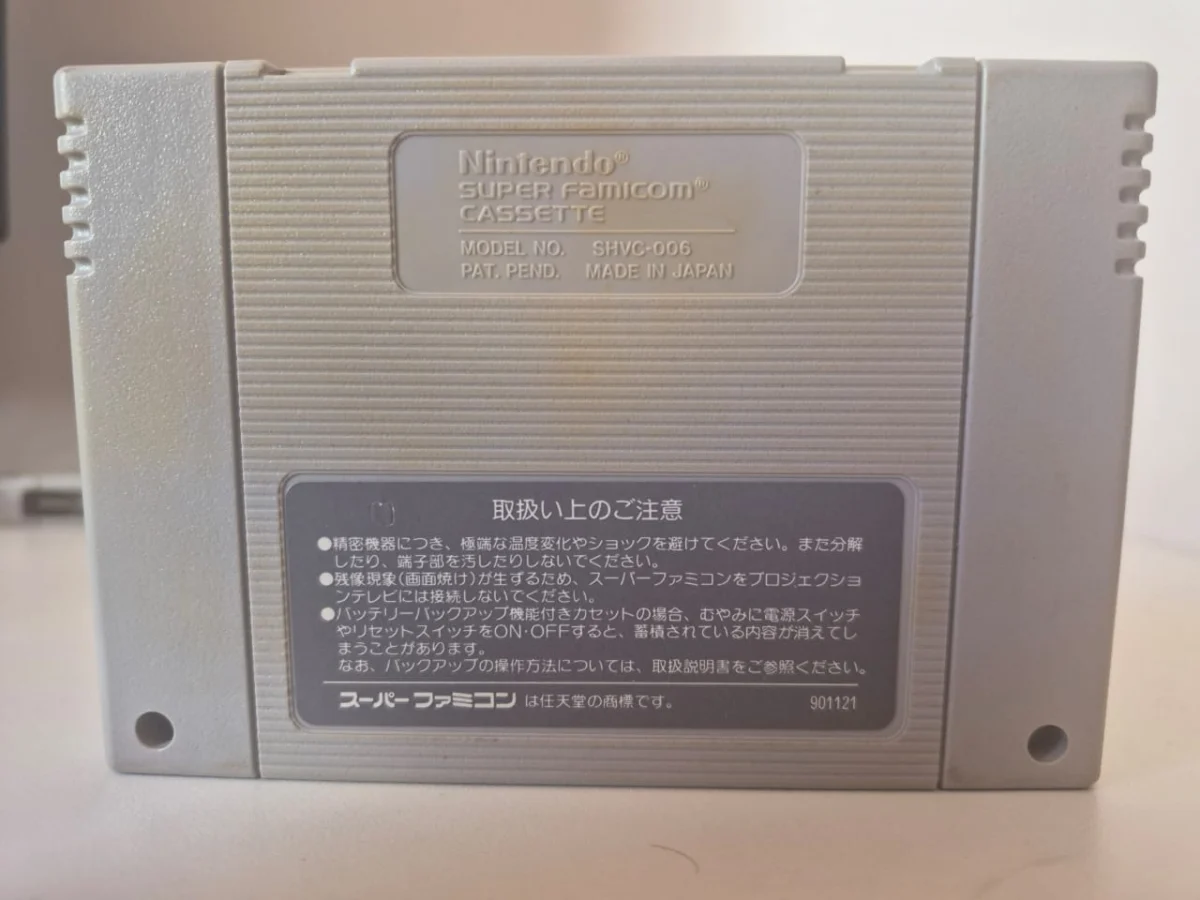 Nintendo®
SUPER FAMICOM®
CASSETTE
MODEL NO. SHVC-006
PAT. PEND. MADE IN JAPAN
取扱い上のご注意
●精密機器につき、極端な温度変化やショックを避けてください。また分解
したり、端子部を汚したりしないでください。
●残像現象(画面焼け)が生ずるため、スーパーファミコンをプロジェクショ
ンテレビには接続しないでください。
●バッテリーバックアップ機能付きカセットの場合、むやみに電源スイッチ
やリセットスイッチをON・OFFすると、蓄積されている内容が消えてし
まうことがあります。
なお、バックアップの操作方法については、取扱説明書をご参照ください。
スーパーファミコン は任天堂の商標です。 901121